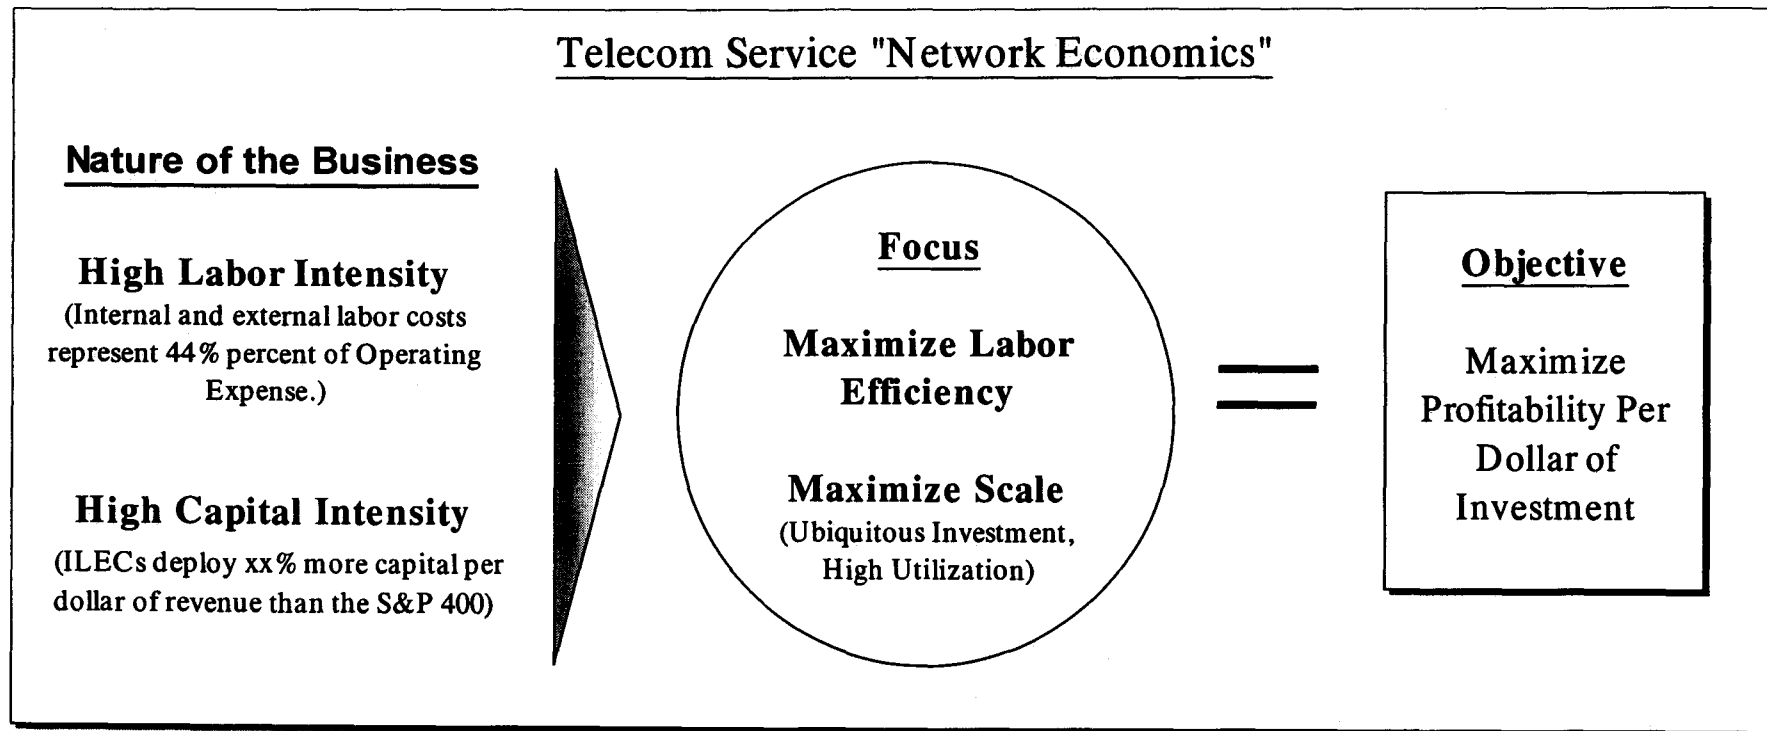 Telecom Service "Network Economics"
Nature of the Business
High Labor Intensity
(Internal and external labor costs
represent 44% percent of Operating
Expense.)
High Capital Intensity
(ILECs deploy xx% more capital per
dollar of revenue than the S&P 400)
Focus
Maximize Labor
Efficiency
Maximize Scale
(Ubiquitous Investment,
High Utilization)
Objective
Maximize
Profitability Per
Dollar of
Investment